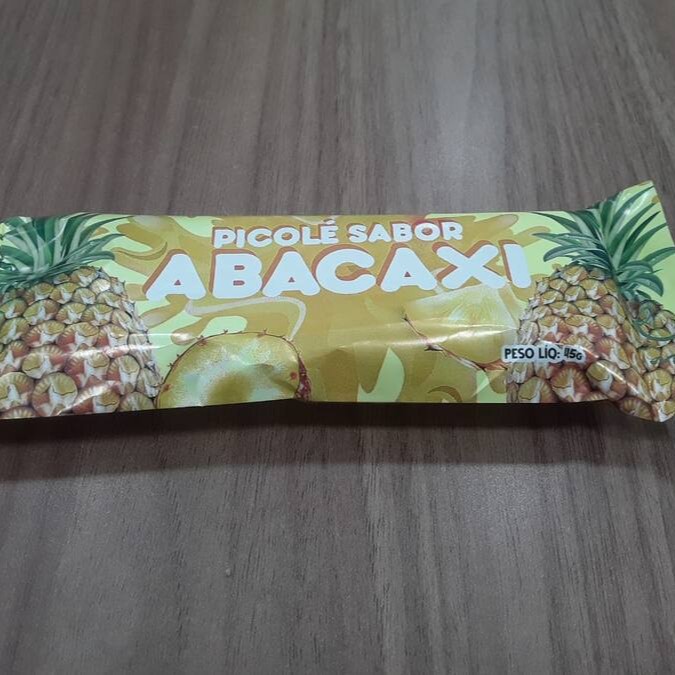 PICOLÉ SABOR
ABACAXI
PESO LÍQ: 115G